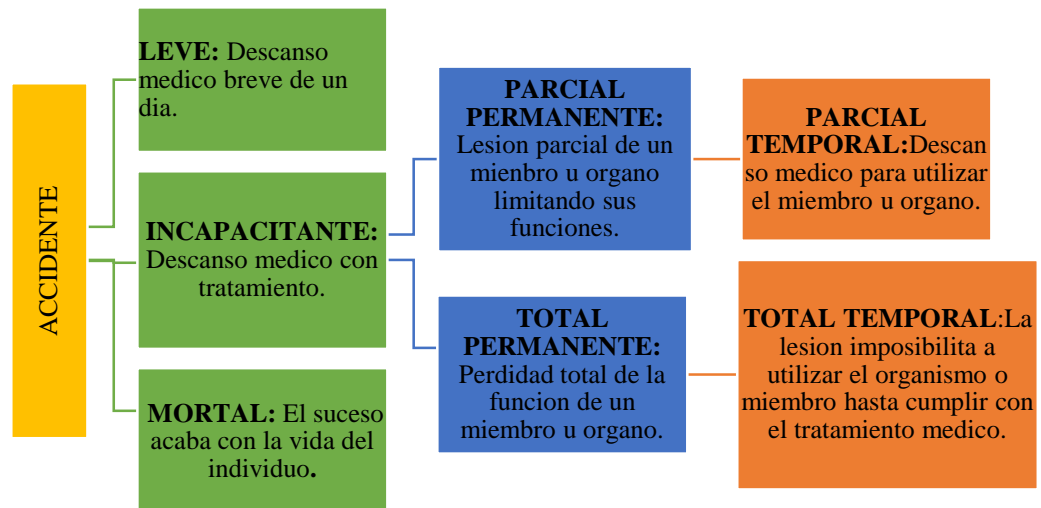 ACCIDENTE
LEVE: Descanso
medico breve de un
dia.
INCAPACITANTE:
Descanso medico con
tratamiento.
MORTAL: El suceso
acaba con la vida del
individuo.
PARCIAL
PERMANENTE:
Lesion parcial de un
mienbro u organo
limitando sus
funciones.
TOTAL
PERMANENTE:
Perdidad total de la
funcion de un
miembro u organo.
PARCIAL
TEMPORAL:Descan
so medico para utilizar
el miembro u organo.
TOTAL TEMPORAL:La
lesion imposibilita a
utilizar el organismo o
miembro hasta cumplir con
el tratamiento medico.